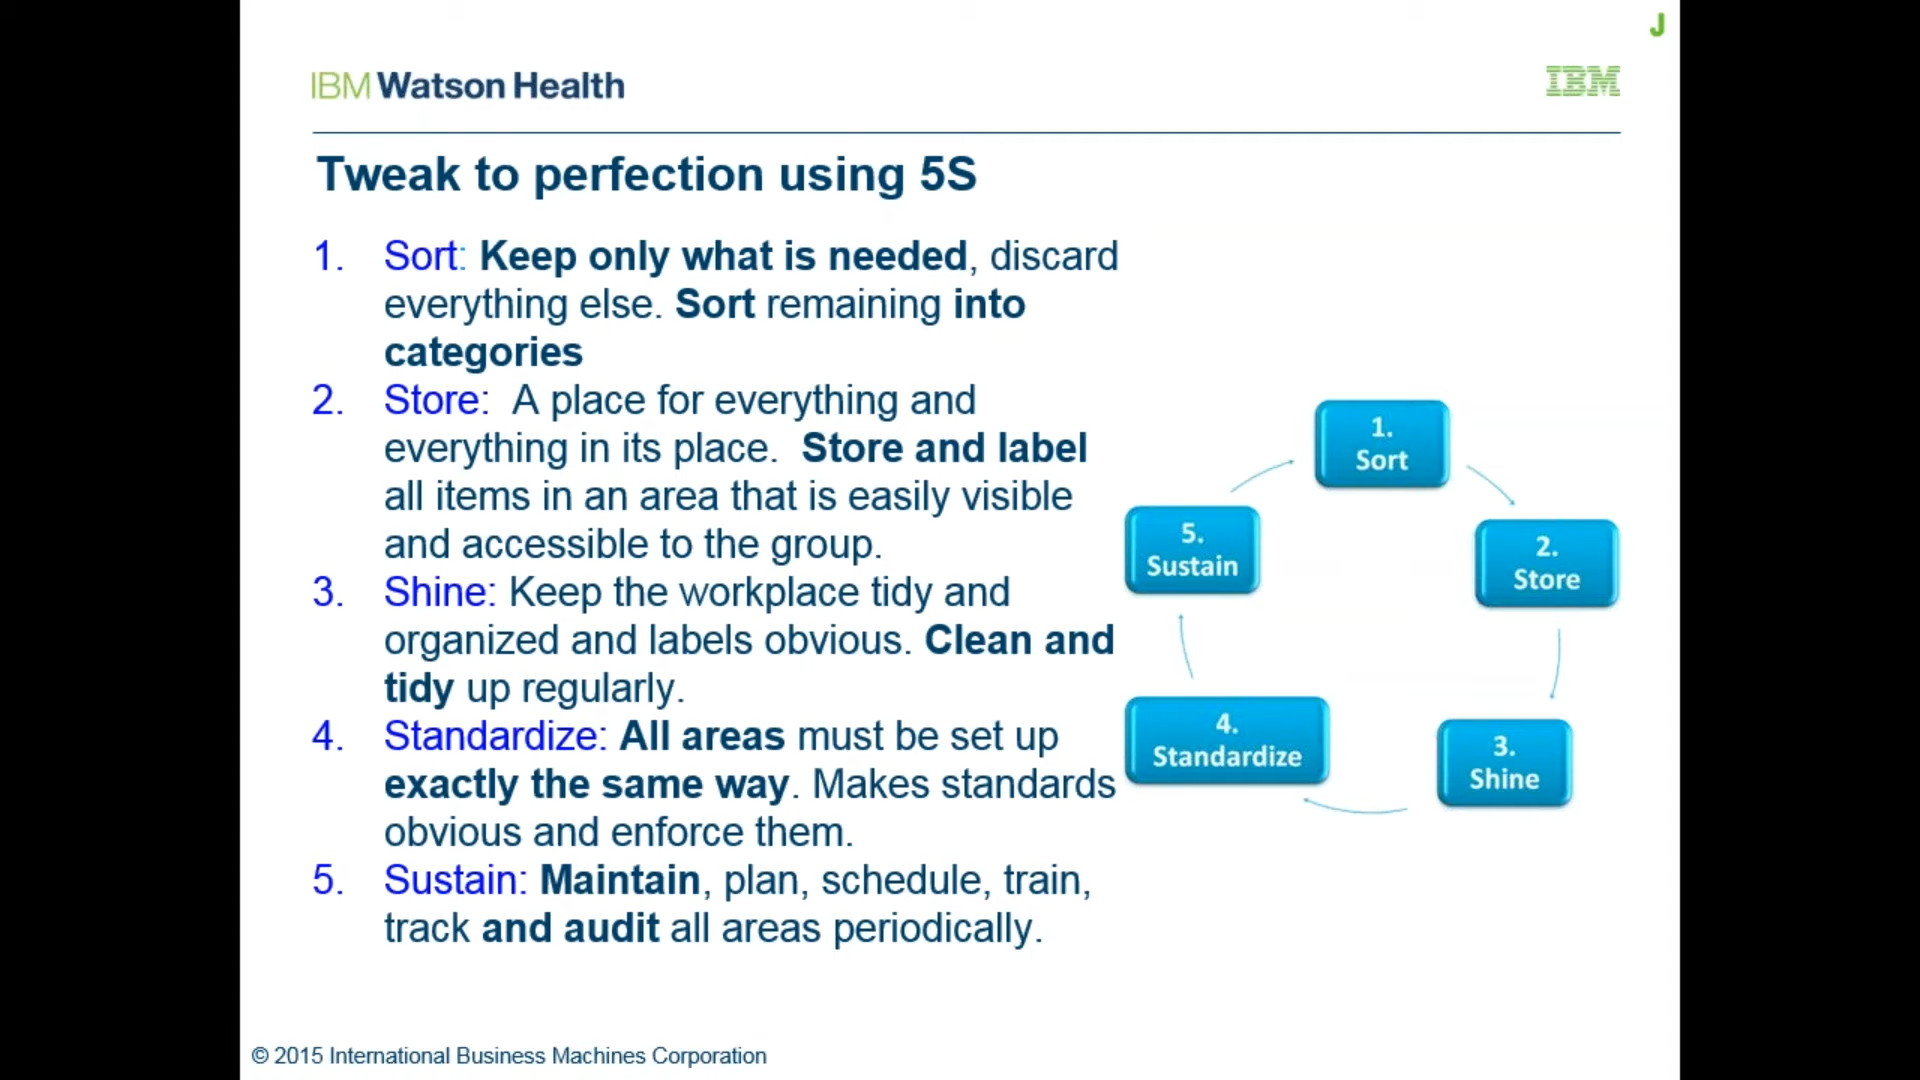 J
IBM Watson Health
IBM
Tweak to perfection using 5S
1. Sort: Keep only what is needed, discard
everything else. Sort remaining into
categories
2. Store: A place for everything and
everything in its place. Store and label
all items in an area that is easily visible
and accessible to the group.
3. Shine: Keep the workplace tidy and
organized and labels obvious. Clean and
tidy up regularly.
4. Standardize: All areas must be set up
exactly the same way. Makes standards
obvious and enforce them.
5. Sustain: Maintain, plan, schedule, train,
track and audit all areas periodically.
1.
Sort
2.
Store
3.
Shine
4.
Standardize
5.
Sustain
© 2015 International Business Machines Corporation